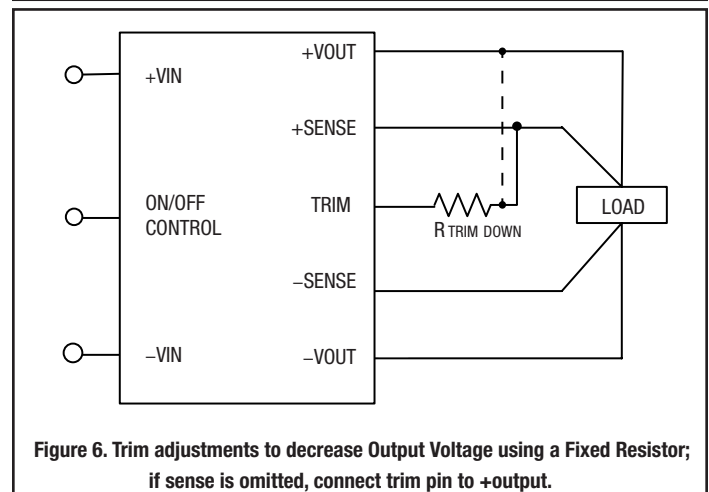 +VOUT
+VIN
+SENSE
ON/OFF
CONTROL
TRIM
R TRIM DOWN
LOAD
−SENSE
−VIN
−VOUT
Figure 6. Trim adjustments to decrease Output Voltage using a Fixed Resistor;
if sense is omitted, connect trim pin to +output.